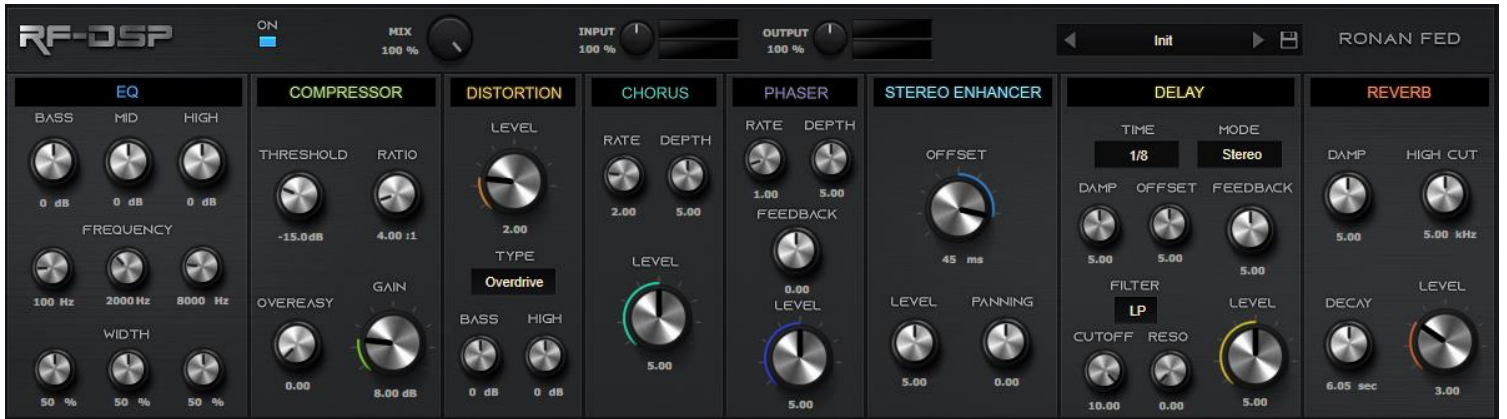 RF-DSP
ON
MIX
100 %
INPUT
100 %
OUTPUT
100 %
Init
RONAN FED
EQ
BASS MID HIGH
0 dB 0 dB 0 dB
FREQUENCY
100 Hz 2000 Hz 8000 Hz
WIDTH
50 % 50 % 50 %
COMPRESSOR
THRESHOLD RATIO
-15.0dB 4.00 :1
OVEREASY GAIN
0.00 8.00 dB
DISTORTION
LEVEL
2.00
TYPE
Overdrive
BASS HIGH
0 dB 0 dB
CHORUS
RATE DEPTH
2.00 5.00
LEVEL
5.00
PHASER
RATE DEPTH
1.00 5.00
FEEDBACK
0.00
LEVEL
5.00
STEREO ENHANCER
OFFSET
45 ms
LEVEL PANNING
5.00 0.00
DELAY
TIME MODE
1/8 Stereo
DAMP OFFSET FEEDBACK
5.00 5.00 5.00
FILTER
LP
CUTOFF RESO LEVEL
10.00 0.00 5.00
REVERB
DAMP HIGH CUT
5.00 5.00 kHz
DECAY LEVEL
6.05 sec 3.00